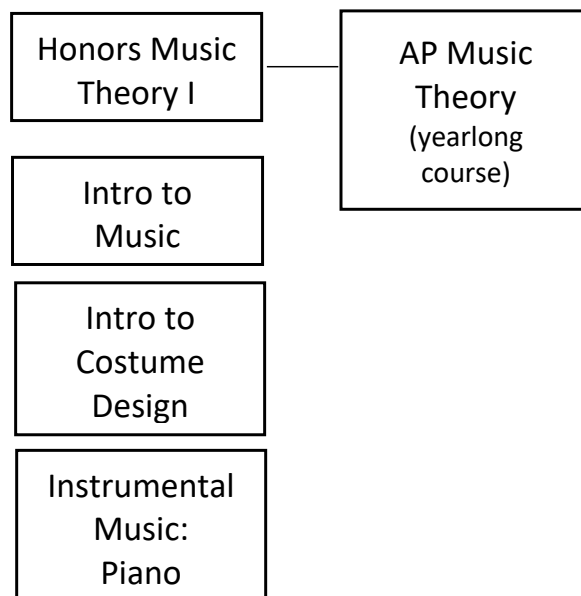 Honors Music
Theory I
AP Music
Theory
(yearlong
course)
Intro to
Music
Intro to
Costume
Design
Instrumental
Music:
Piano